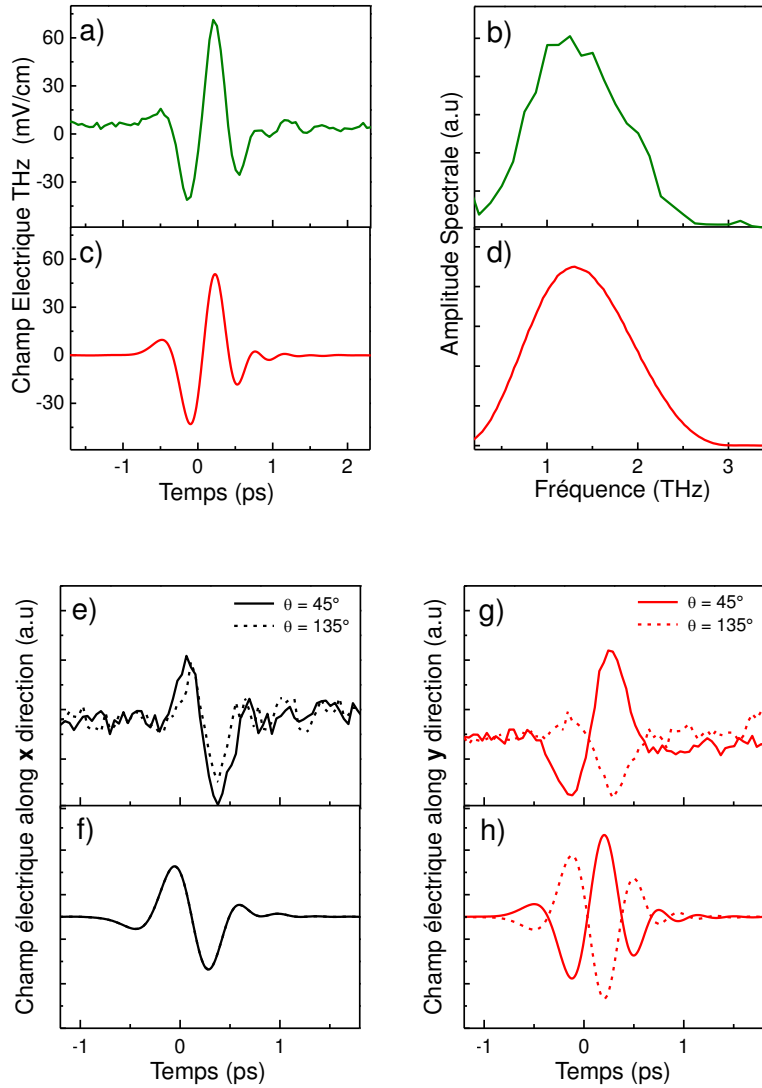 a)
60
30
0
-30
b)
c)
60
30
0
-30
d)
Champ Electrique THz (mV/cm)
Amplitude Spectrale (a.u)
-1 0 1 2
Temps (ps)
1 2 3
Fréquence (THz)
e)
θ = 45°
θ = 135°
g)
θ = 45°
θ = 135°
f)
h)
Champ électrique along x direction (a.u)
Champ électrique along y direction (a.u)
-1 0 1
Temps (ps)
-1 0 1
Temps (ps)